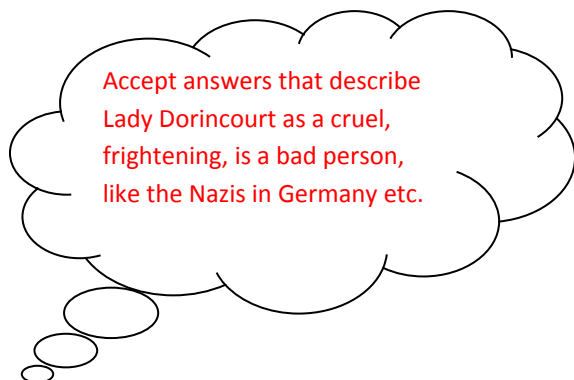 Accept answers that describe
Lady Dorincourt as a cruel,
frightening, is a bad person,
like the Nazis in Germany etc.